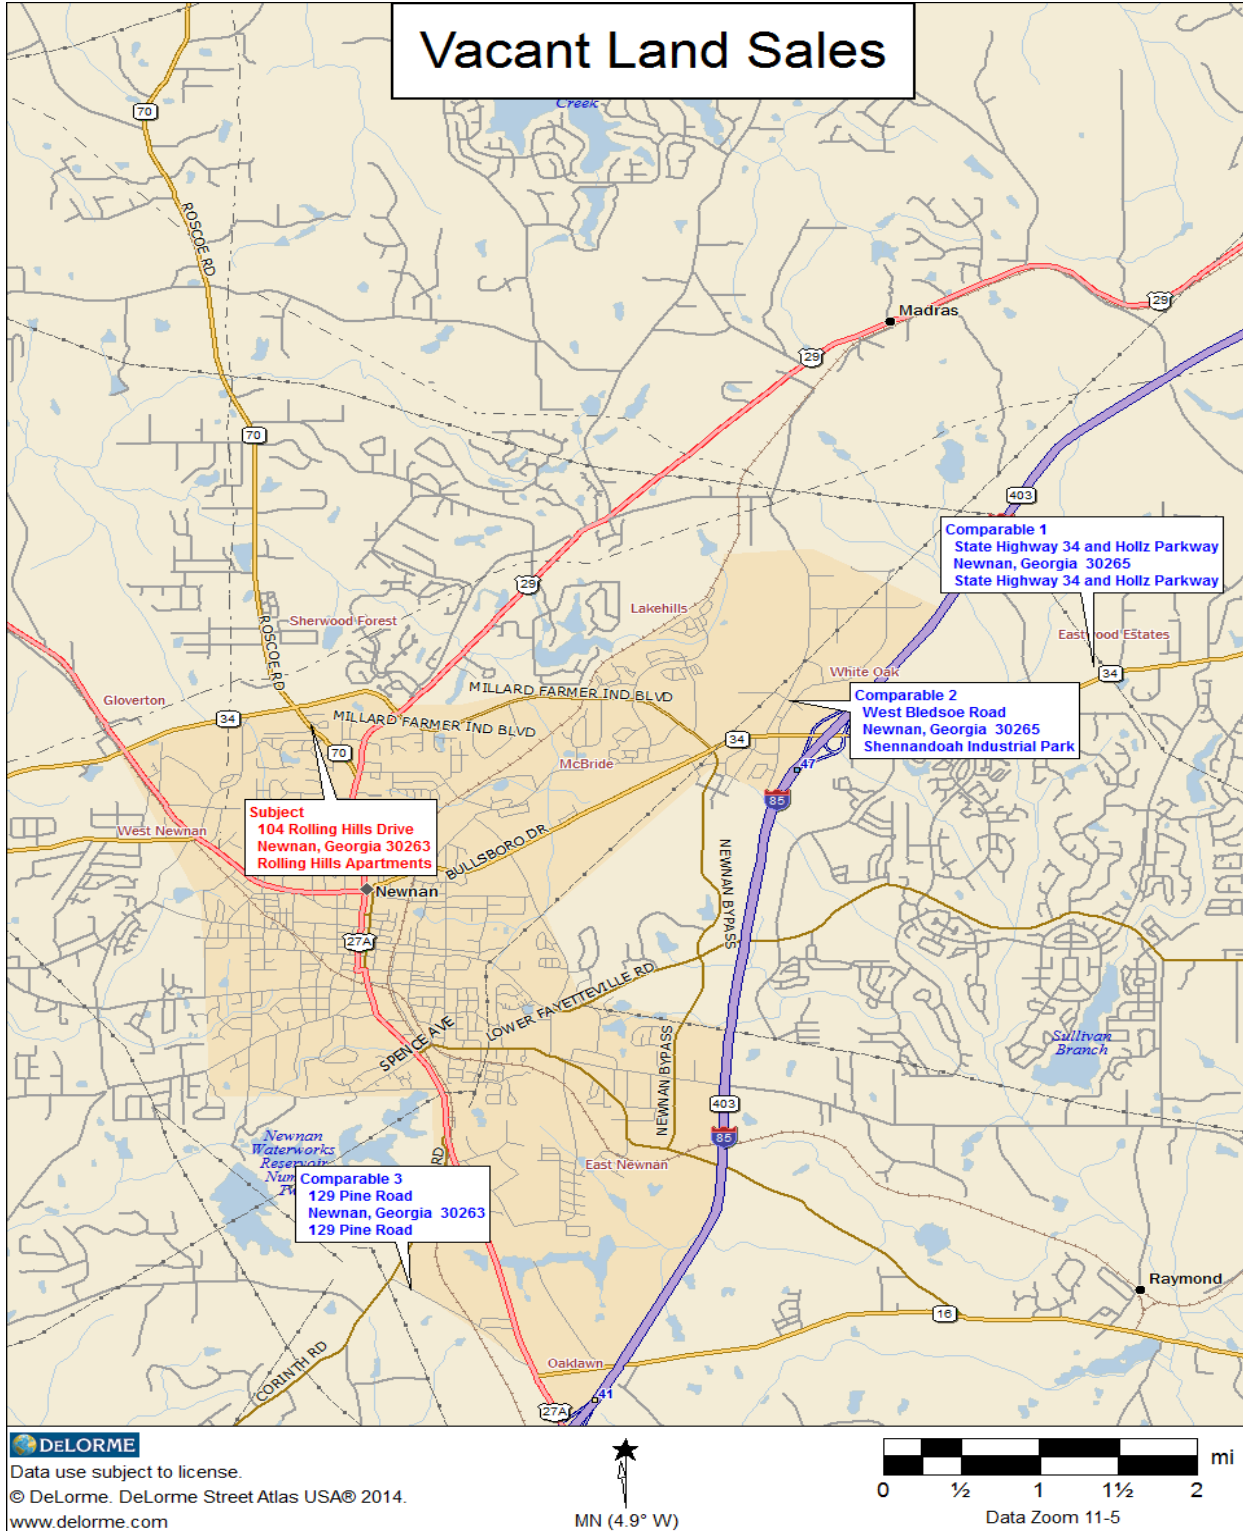 Vacant Land Sales
Creek
70
ROSCOE RD
Madras
29
29
70
403
Comparable 1
State Highway 34 and Hollz Parkway
Newnan, Georgia 30265
State Highway 34 and Hollz Parkway
29
Lakehills
Sherwood Forest
ROSCOE RD
Eastwood Estates
White Oak
34
Gloverton
MILLARD FARMER IND BLVD
Comparable 2
West Bledsoe Road
Newnan, Georgia 30265
Shennandoah Industrial Park
34
MILLARD FARMER IND BLVD
70
34
McBride
47
85
Subject
104 Rolling Hills Drive
Newnan, Georgia 30263
Rolling Hills Apartments
West Newnan
BULLSBORO DR
NEWNAN BYPASS
Newnan
27A
LOWER FAYETTEVILLE RD
SPENCE AVE
NEWNAN BYPASS
Sullivan
Branch
403
85
Newnan
Waterworks
Reservoir
RD
East Newnan
Comparable 3
129 Pine Road
Newnan, Georgia 30263
129 Pine Road
Raymond
16
Oaklawn
CORINTH RD
41
27A
DELORME
Data use subject to license.
© DeLorme. DeLorme Street Atlas USA® 2014.
www.delorme.com
MN (4.9° W)
mi
0 ½ 1 1½ 2
Data Zoom 11-5